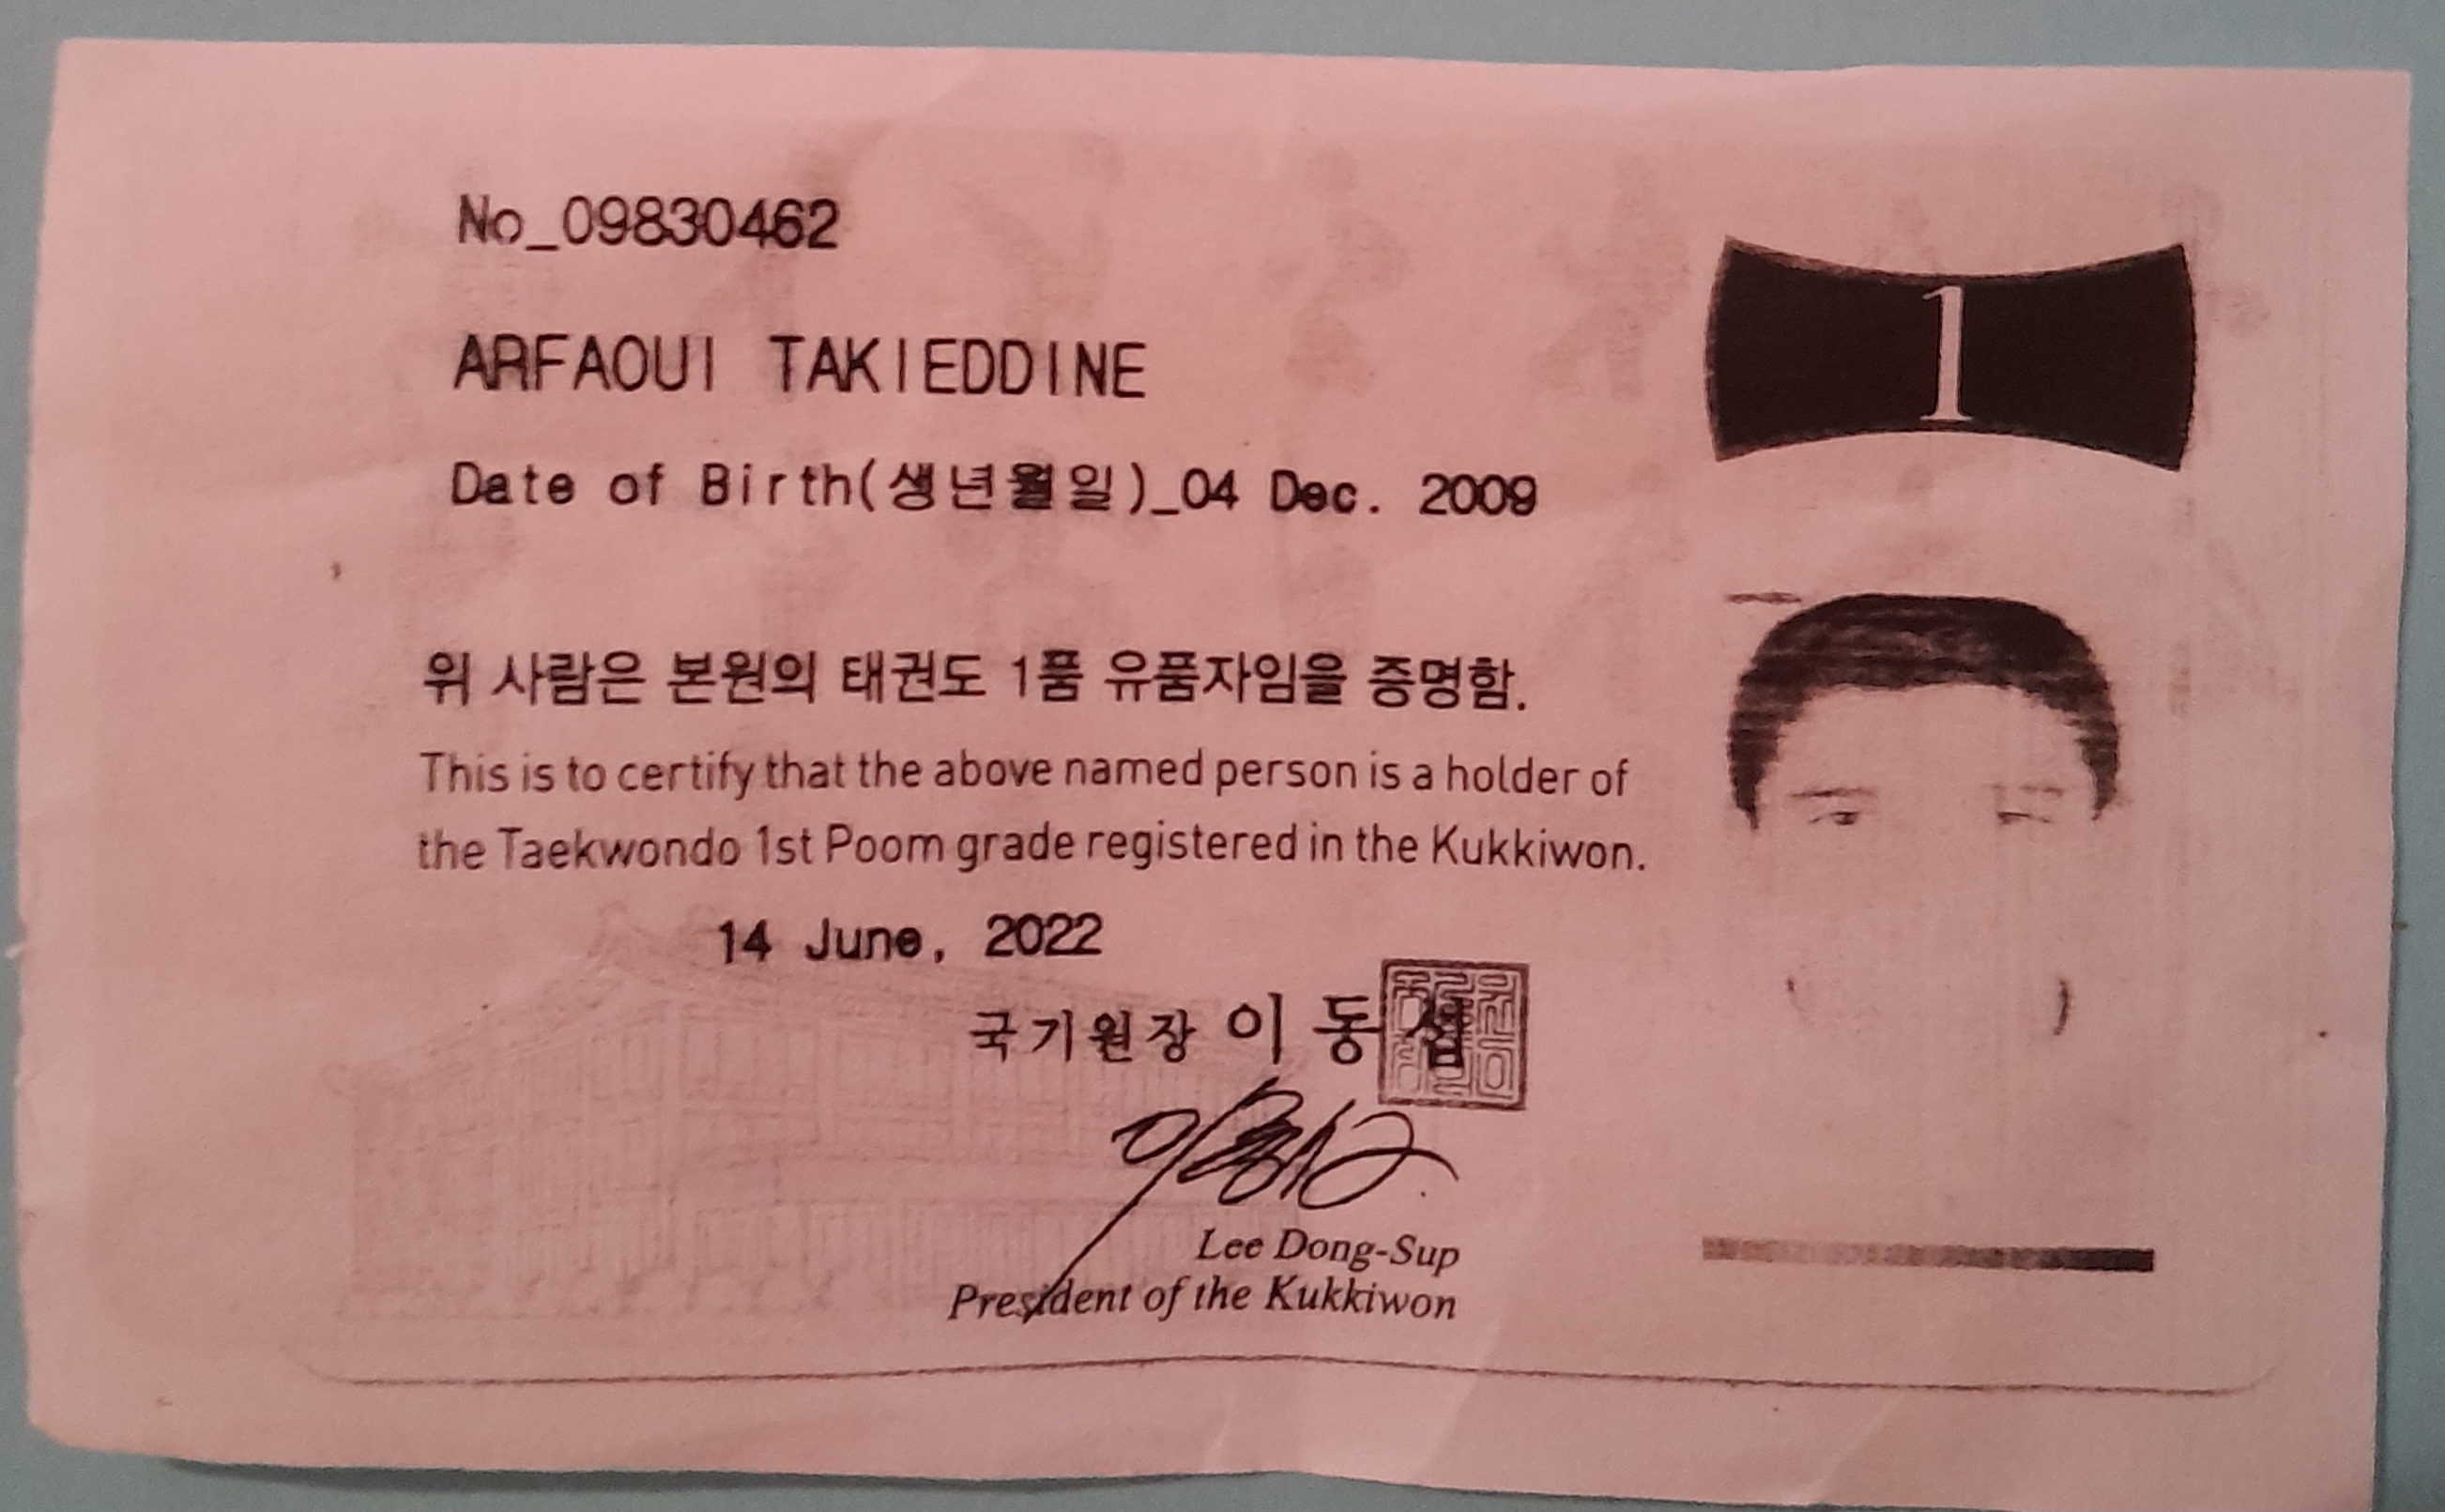 No_09830462
1
ARFAOUI TAKIEDDINE
Date of Birth(생년월일)_04 Dec. 2009
위 사람은 본원의 태권도 1품 유품자임을 증명함.
This is to certify that the above named person is a holder of
the Taekwondo 1st Poom grade registered in the Kukkiwon.
14 June, 2022
국기원장 이 동 섭
Lee Dong-Sup
President of the Kukkiwon